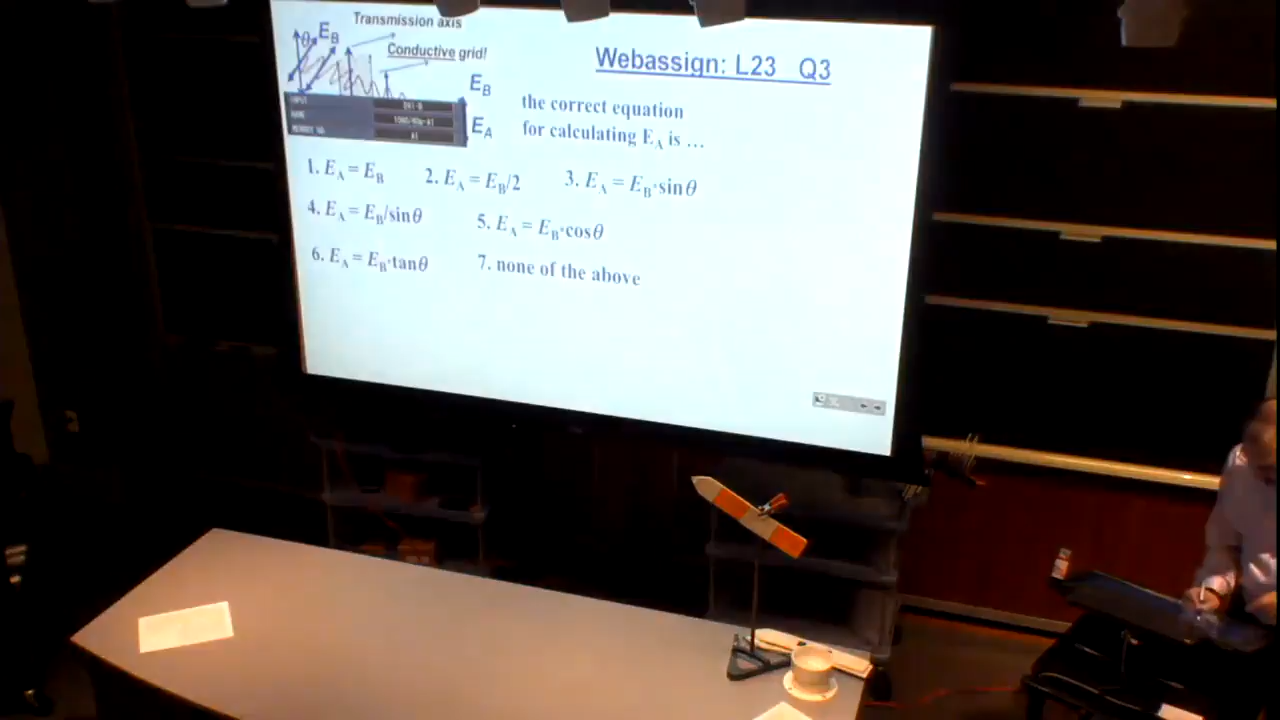 Transmission axis
θ E_B
Conductive grid!
Webassign: L23 Q3
E_B
E_A
the correct equation
for calculating E_A is …
INPUT
NAME
1. E_A = E_B
2. E_A = E_B/2
3. E_A = E_B·sinθ
4. E_A = E_B/sinθ
5. E_A = E_B·cosθ
6. E_A = E_B·tanθ
7. none of the above